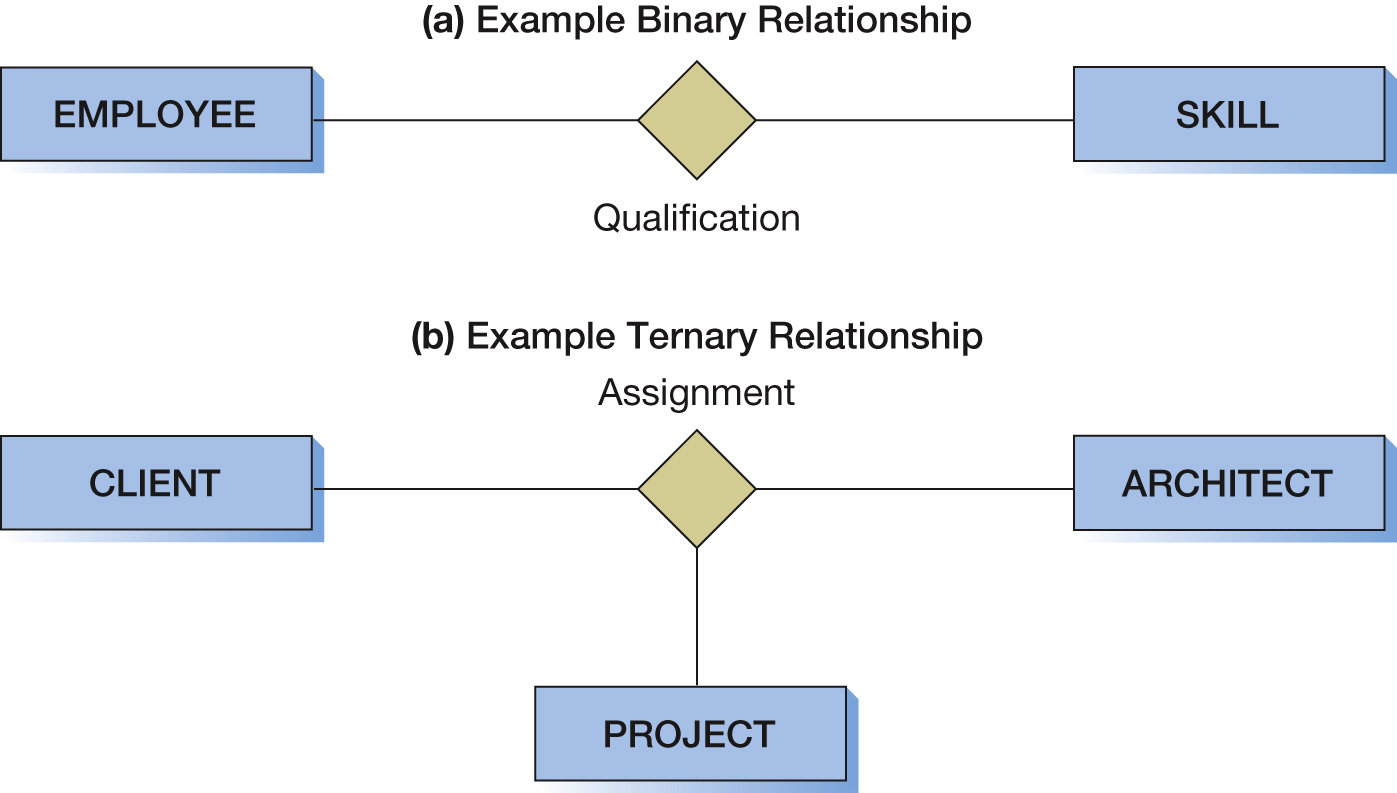 (a) Example Binary Relationship
EMPLOYEE
SKILL
Qualification
(b) Example Ternary Relationship
Assignment
CLIENT
ARCHITECT
PROJECT